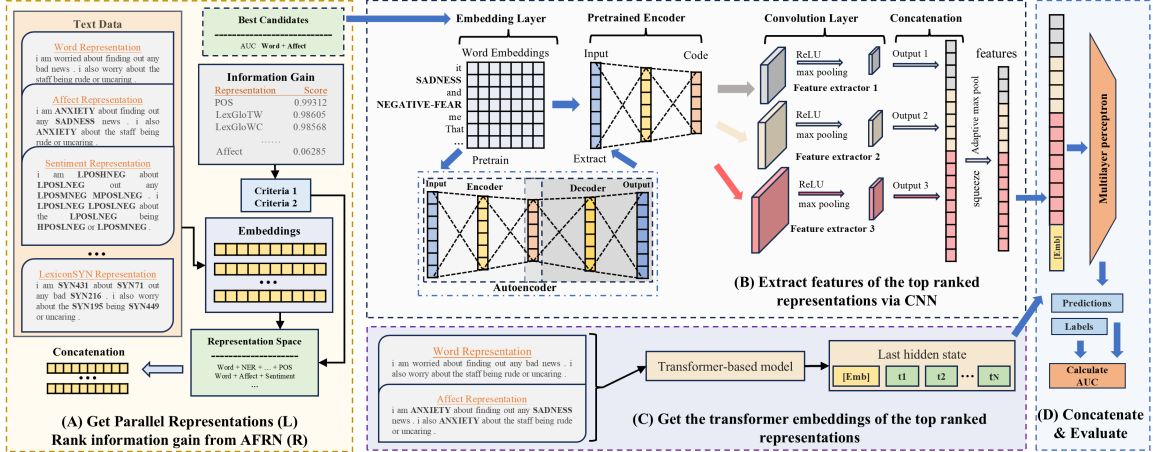 Text Data
Word Representation
i am worried about finding out any
bad news . i also worry about the
staff being rude or uncaring .
Affect Representation
i am ANXIETY about finding out
any SADNESS news . i also
ANXIETY about the staff being
rude or uncaring .
Sentiment Representation
i am LPOSHNEG about
LPOSLNEG out any
LPOSMNEG MPOSLNEG . i
LPOSLNEG LPOSLNEG about
the LPOSLNEG being
HPOSLNEG or LPOSMNEG .
•••
LexiconSYN Representation
i am SYN431 about SYN71 out
any bad SYN216 . i also worry
about the SYN195 being SYN449
or uncaring .
Concatenation
•••
Best Candidates
AUC Word + Affect
Information Gain
Representation Score
POS 0.99312
LexGloTW 0.98605
LexGloWC 0.98568
……
Affect 0.06285
Criteria 1
Criteria 2
Embeddings
•••
Representation Space
Word + NER + … + POS
Word + Affect + Sentiment
…
(A) Get Parallel Representations (L)
Rank information gain from AFRN (R)
Embedding Layer
Word Embeddings
it
SADNESS
and
NEGATIVE-FEAR
me
That
...
Pretrain
Pretrained Encoder
Input
Code
Extract
Input
Encoder
Decoder
Output
Autoencoder
Convolution Layer
ReLU
max pooling
Feature extractor 1
ReLU
max pooling
Feature extractor 2
ReLU
max pooling
Feature extractor 3
Concatenation
Output 1
Output 2
Output 3
features
squeeze Adaptive max pool
(B) Extract features of the top ranked
representations via CNN
Word Representation
i am worried about finding out any bad news . i
also worry about the staff being rude or uncaring .
Affect Representation
i am ANXIETY about finding out any SADNESS
news . i also ANXIETY about the staff being rude
or uncaring .
Transformer-based model
Last hidden state
[Emb] t1 t2 ••• tN
(C) Get the transformer embeddings of the top ranked
representations
[Emb]
Multilayer perceptron
Predictions
Labels
Calculate
AUC
(D) Concatenate
& Evaluate